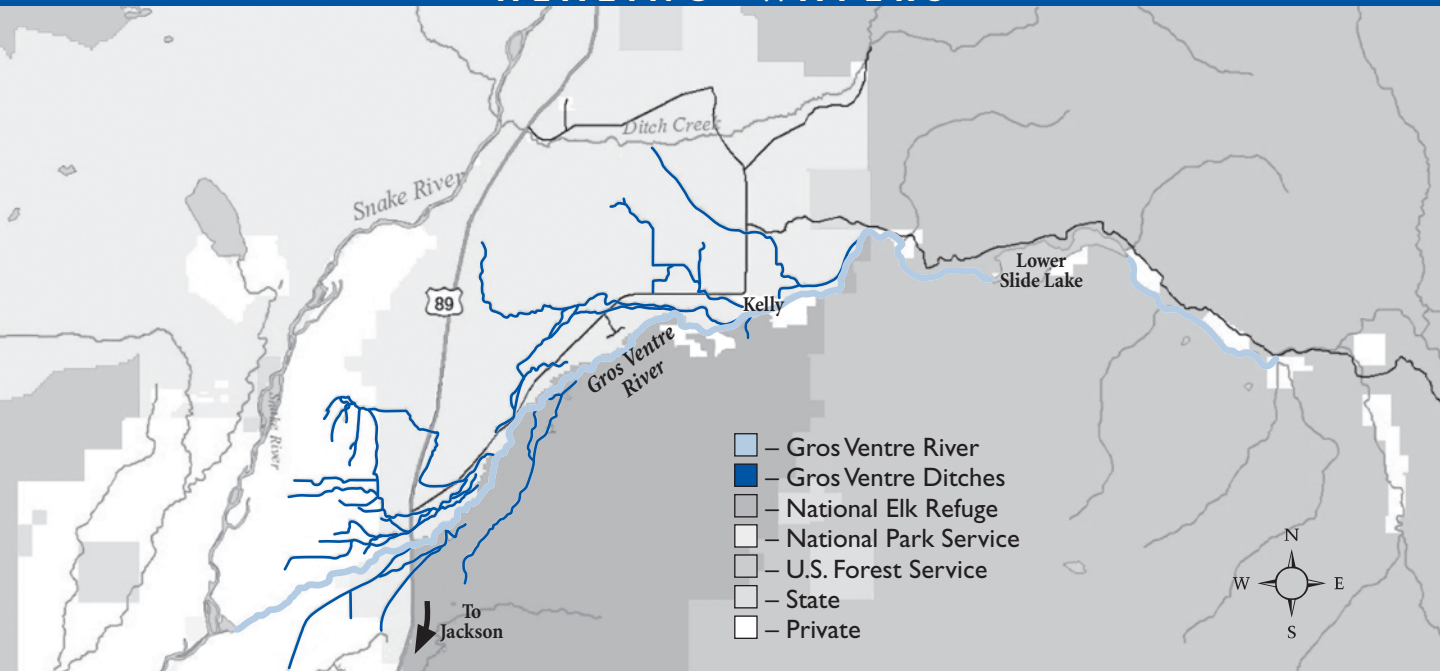 Ditch Creek
Snake River
89
Kelly
Lower
Slide Lake
Gros Ventre
River
Snake River
– Gros Ventre River
– Gros Ventre Ditches
– National Elk Refuge
– National Park Service
– U.S. Forest Service
– State
– Private
N
W
E
S
To
Jackson